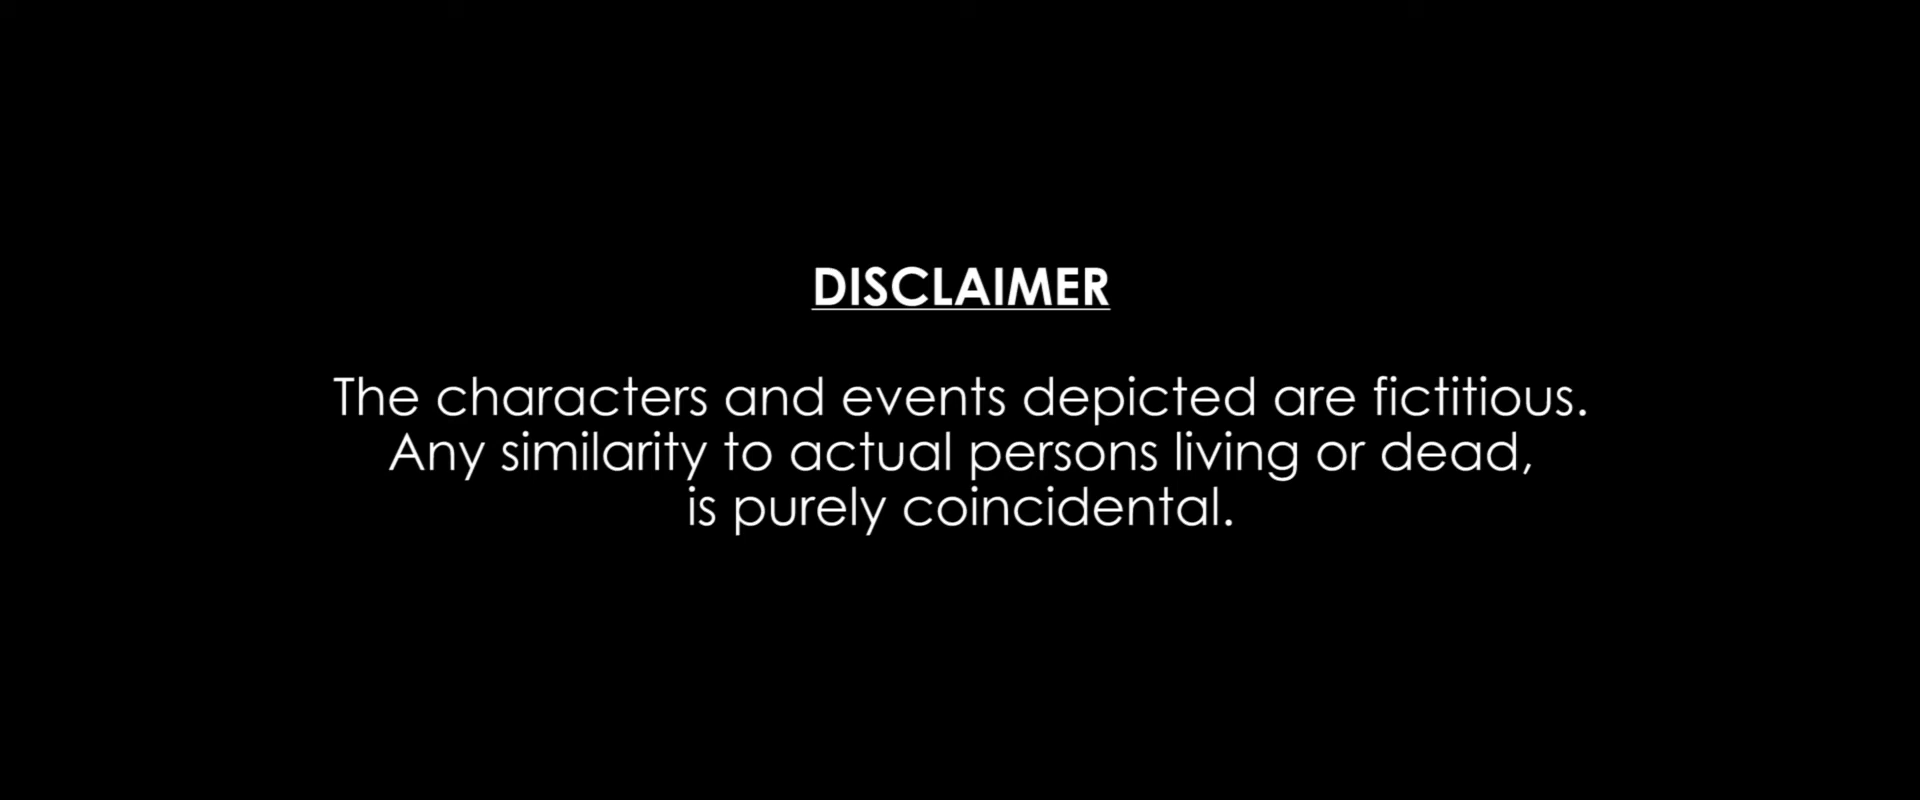 DISCLAIMER
The characters and events depicted are fictitious.
Any similarity to actual persons living or dead,
is purely coincidental.